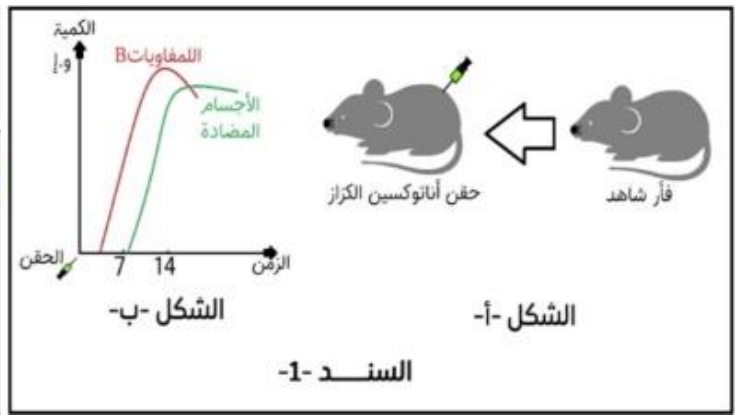 الكمية
و.إ
اللمفاويات B
الأجسام
المضادة
الحقن
7
14
الزمن
الشكل -ب-
فأر شاهد
حقن أناتوكسين الكزاز
الشكل -أ-
السنـــد -1-